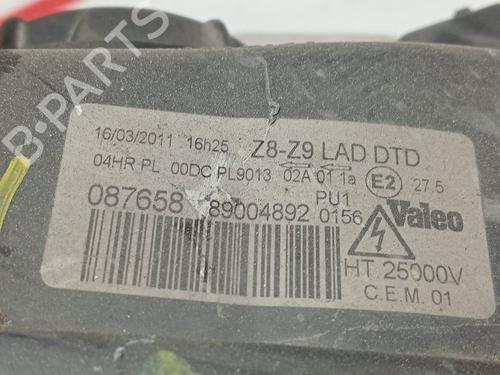 B-PARTS
16/03/2011 16h25 Z8-Z9 LAD DTD
04HR PL 00DC PL9013 02A 01 1a E2 27.5
PU1
087658 89004892 0156 Valeo
HT 25000V
C.E.M. 01